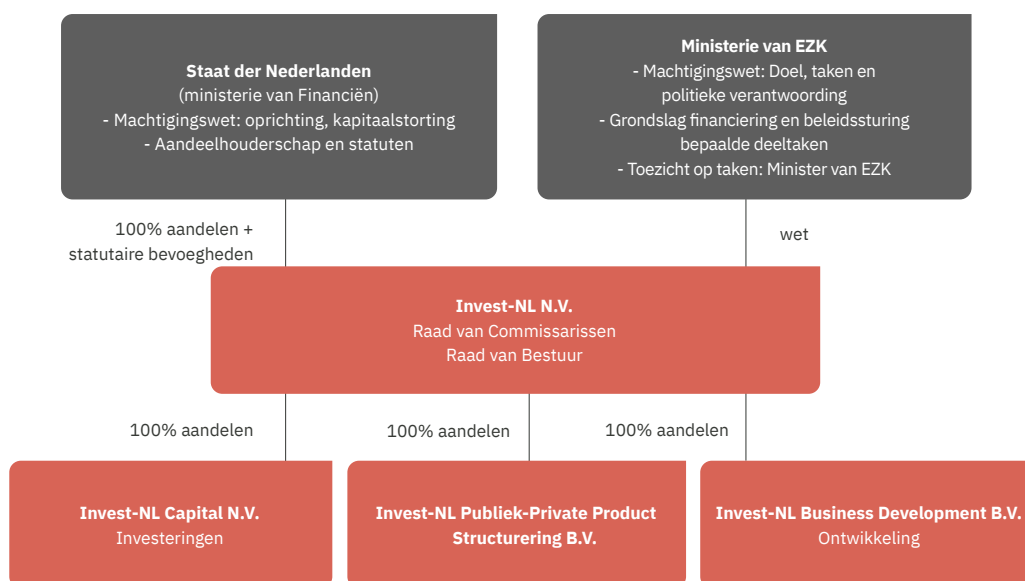 Staat der Nederlanden
(ministerie van Financiën)
- Machtigingswet: oprichting, kapitaalstorting
- Aandeelhouderschap en statuten
Ministerie van EZK
- Machtigingswet: Doel, taken en
politieke verantwoording
- Grondslag financiering en beleidssturing
bepaalde deeltaken
- Toezicht op taken: Minister van EZK
100% aandelen +
statutaire bevoegheden
wet
Invest-NL N.V.
Raad van Commissarissen
Raad van Bestuur
100% aandelen
100% aandelen
100% aandelen
Invest-NL Capital N.V.
Investeringen
Invest-NL Publiek-Private Product
Structurering B.V.
Invest-NL Business Development B.V.
Ontwikkeling